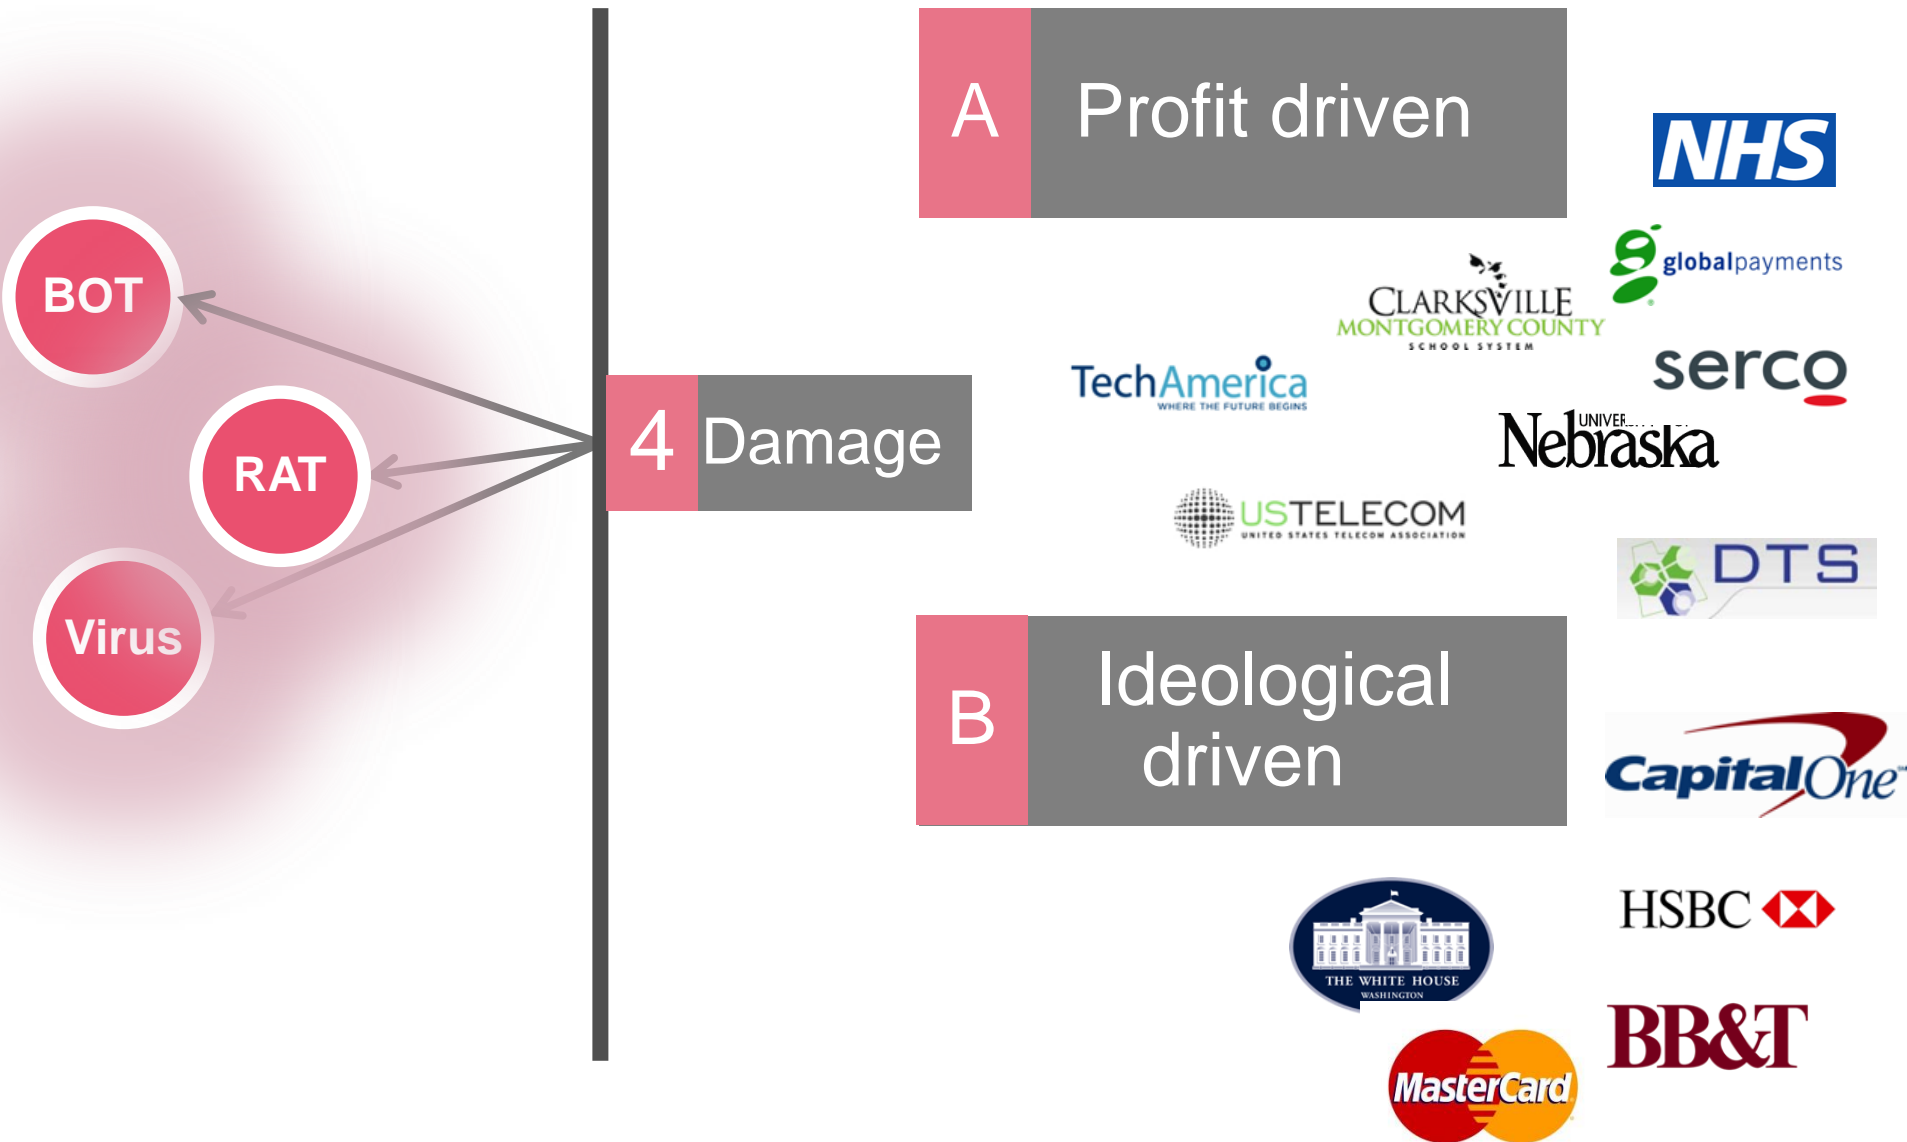 A
Profit driven
NHS
BOT
globalpayments
CLARKSVILLE
MONTGOMERY COUNTY
SCHOOL SYSTEM
TechAmerica
WHERE THE FUTURE BEGINS
serco
4
Damage
RAT
Nebraska
USTELECOM
UNITED STATES TELECOM ASSOCIATION
DTS
Virus
B
Ideological
driven
CapitalOne
HSBC
THE WHITE HOUSE
WASHINGTON
BB&T
MasterCard